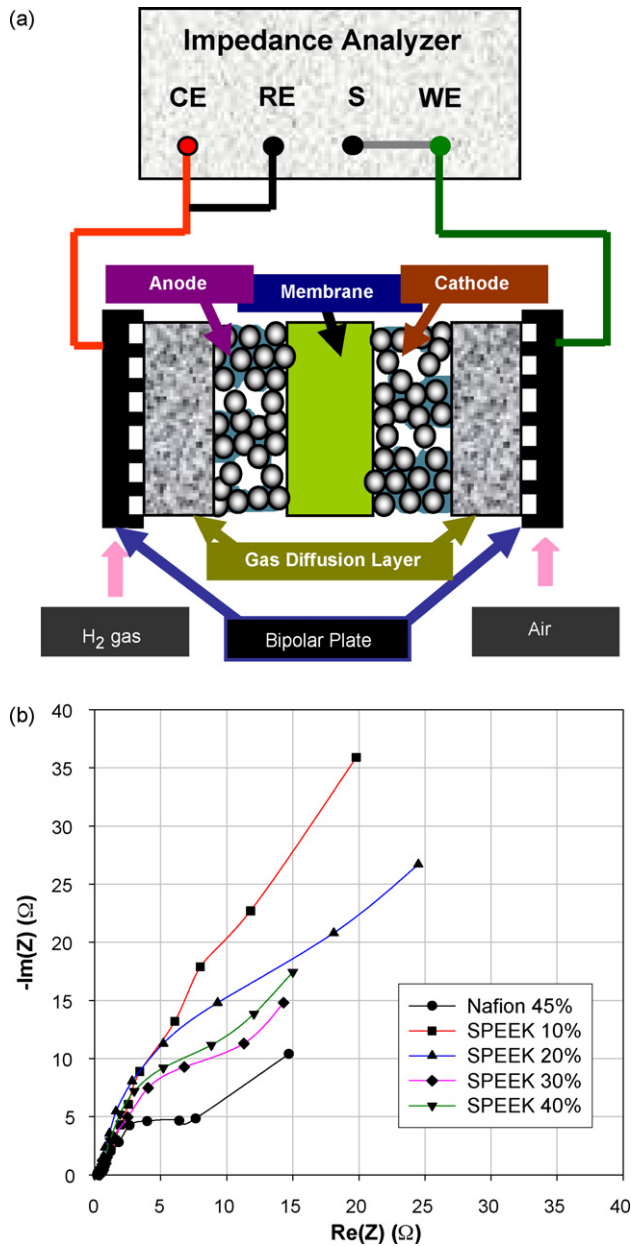 (a)
Impedance Analyzer
CE RE S WE
Anode
Membrane
Cathode
Gas Diffusion Layer
H2 gas
Bipolar Plate
Air
(b)
40
35
30
25
20
15
10
5
0
-Im(Z) (Ω)
Nafion 45%
SPEEK 10%
SPEEK 20%
SPEEK 30%
SPEEK 40%
0 5 10 15 20 25 30 35 40
Re(Z) (Ω)